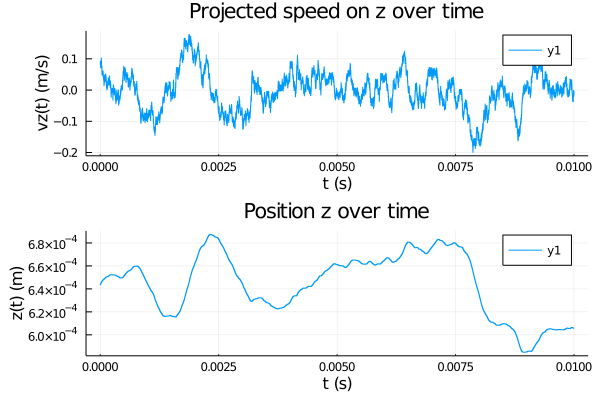 Projected speed on z over time
vz(t) (m/s)
0.1
0.0
−0.1
−0.2
y1
0.0000 0.0025 0.0050 0.0075 0.0100
t (s)
Position z over time
z(t) (m)
6.8×10⁻⁴
6.6×10⁻⁴
6.4×10⁻⁴
6.2×10⁻⁴
6.0×10⁻⁴
y1
0.0000 0.0025 0.0050 0.0075 0.0100
t (s)